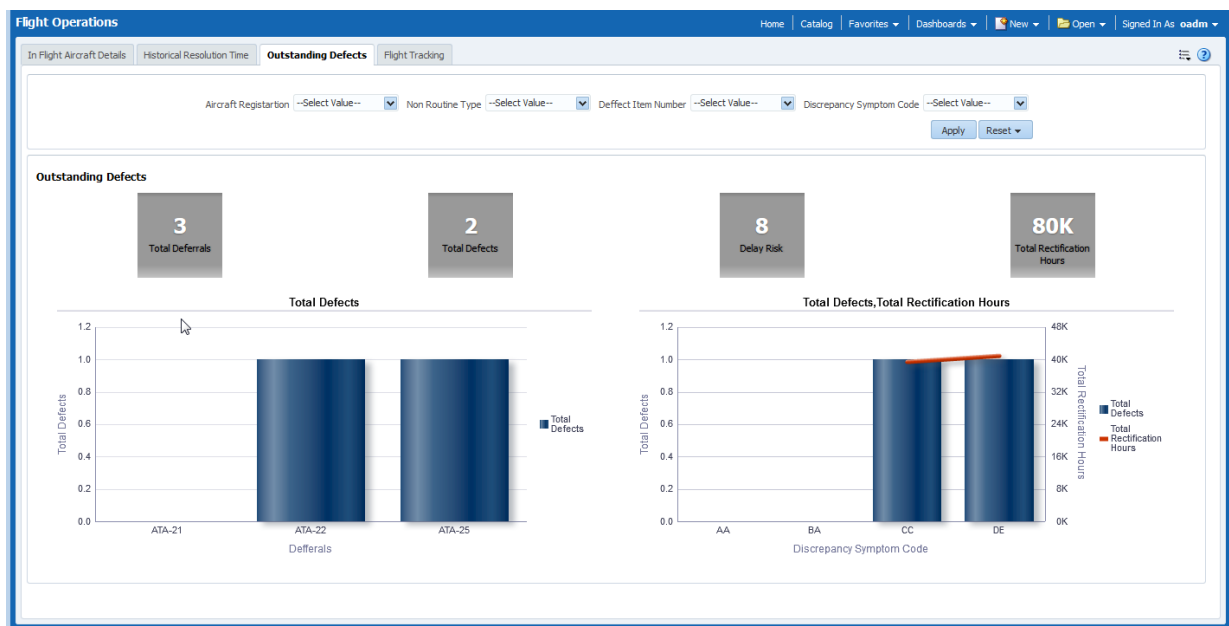 Flight Operations
Home Catalog Favorites Dashboards New Open Signed In As oadm
In Flight Aircraft Details Historical Resolution Time Outstanding Defects Flight Tracking
Aircraft Registartion --Select Value-- Non Routine Type --Select Value-- Deffect Item Number --Select Value-- Discrepancy Symptom Code --Select Value--
Apply Reset
Outstanding Defects
3
Total Deferrals
2
Total Defects
8
Delay Risk
80K
Total Rectification
Hours
Total Defects
1.2
1.0
0.8
0.6
0.4
0.2
0.0
Total Defects
ATA-21 ATA-22 ATA-25
Defferals
Total
Defects
Total Defects,Total Rectification Hours
1.2
1.0
0.8
0.6
0.4
0.2
0.0
Total Defects
AA BA CC DE
Discrepancy Symptom Code
48K
40K
32K
24K
16K
8K
0K
Total Rectification Hours
Total
Defects
Total
Rectification
Hours